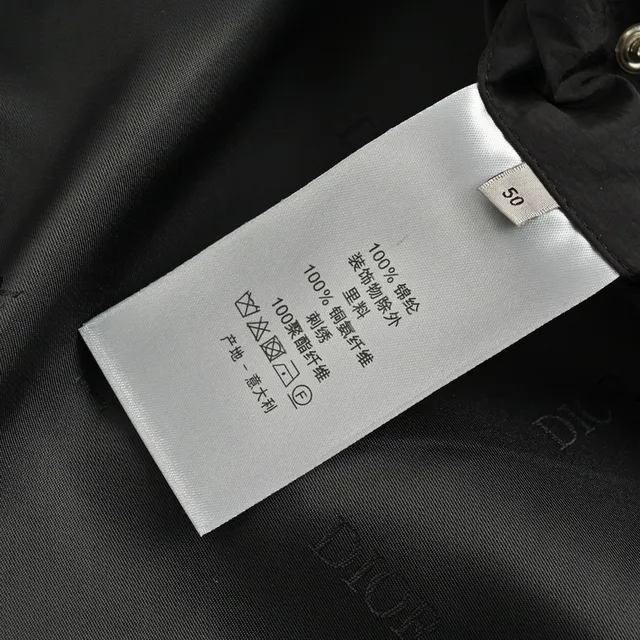 50
100% 锦纶
装饰物除外
里料
100% 铜氨纤维
刺绣
100聚酯纤维
F
产地 - 意大利
DIO
DIOR